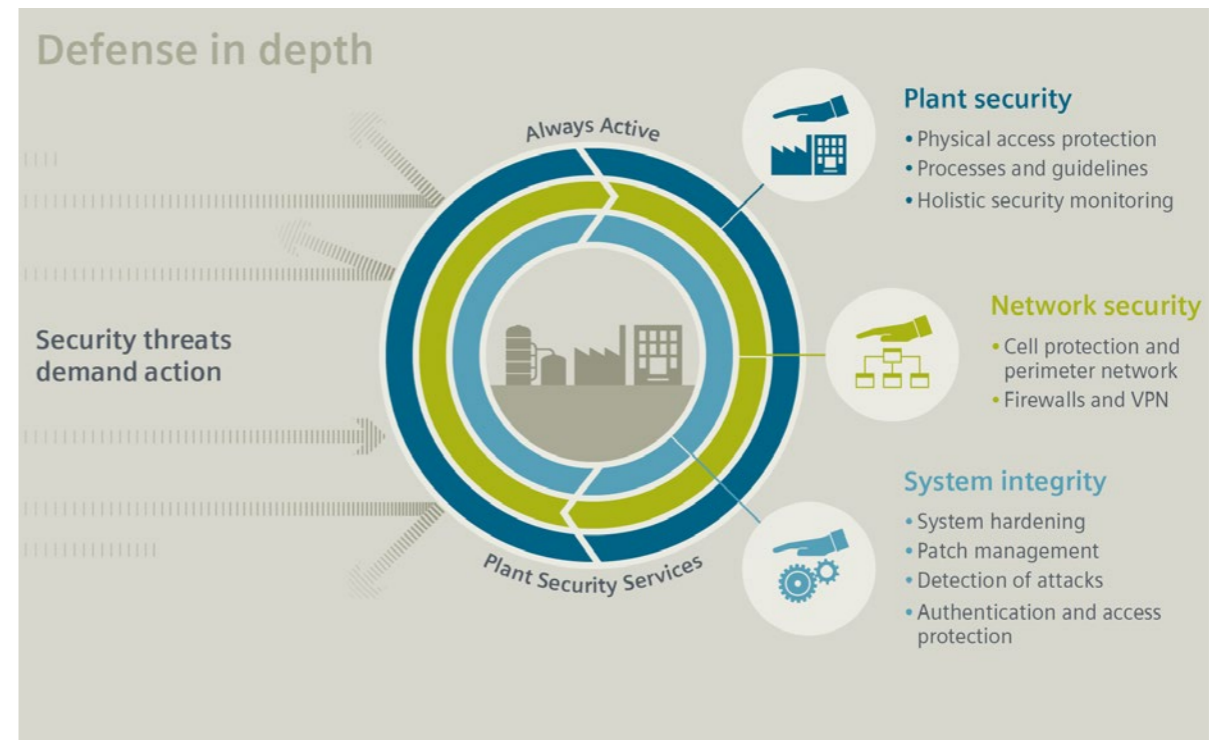 Defense in depth
Always Active
Plant security
• Physical access protection
• Processes and guidelines
• Holistic security monitoring
Security threats
demand action
Network security
• Cell protection and
perimeter network
• Firewalls and VPN
System integrity
• System hardening
• Patch management
• Detection of attacks
• Authentication and access
protection
Plant Security Services